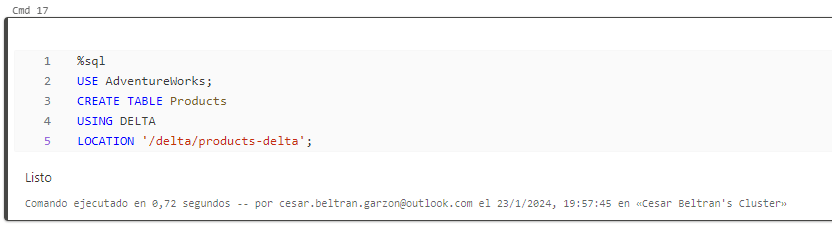 Cmd 17
1 %sql
2 USE AdventureWorks;
3 CREATE TABLE Products
4 USING DELTA
5 LOCATION '/delta/products-delta';
Listo
Comando ejecutado en 0,72 segundos -- por cesar.beltran.garzon@outlook.com el 23/1/2024, 19:57:45 en «Cesar Beltran's Cluster»